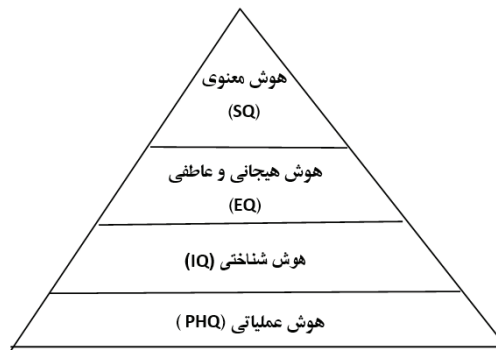 هوش معنوی
(SQ)
هوش هیجانی و عاطفی
(EQ)
هوش شناختی (IQ)
هوش عملیاتی (PHQ )